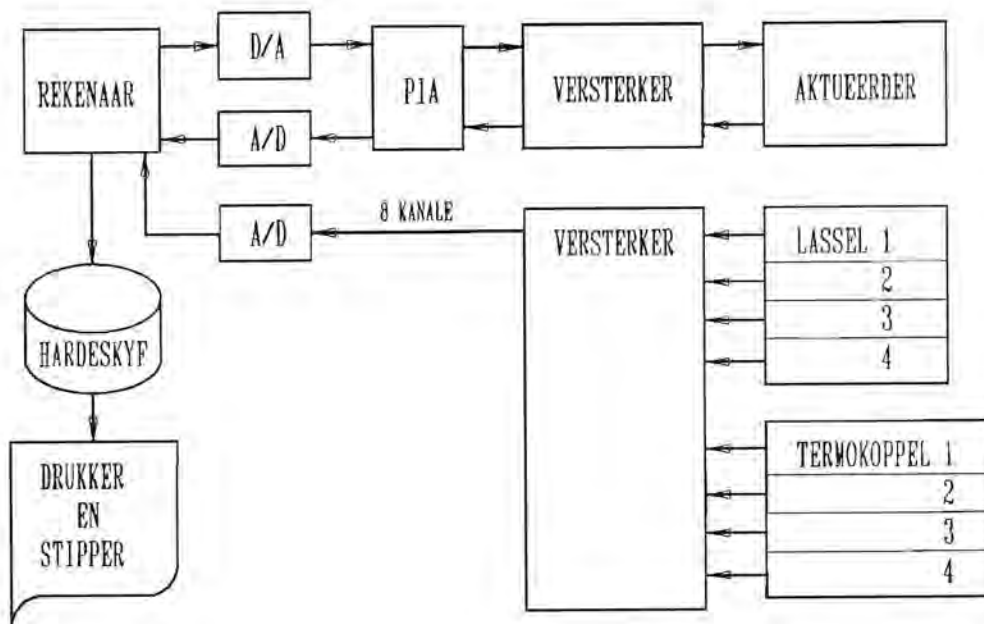 REKENAAR
D/A
A/D
P1A
VERSTERKER
AKTUEERDER
A/D
8 KANALE
VERSTERKER
LASSEL 1
2
3
4
TERMOKOPPEL 1
2
3
4
HARDESKYF
DRUKKER
EN
STIPPER